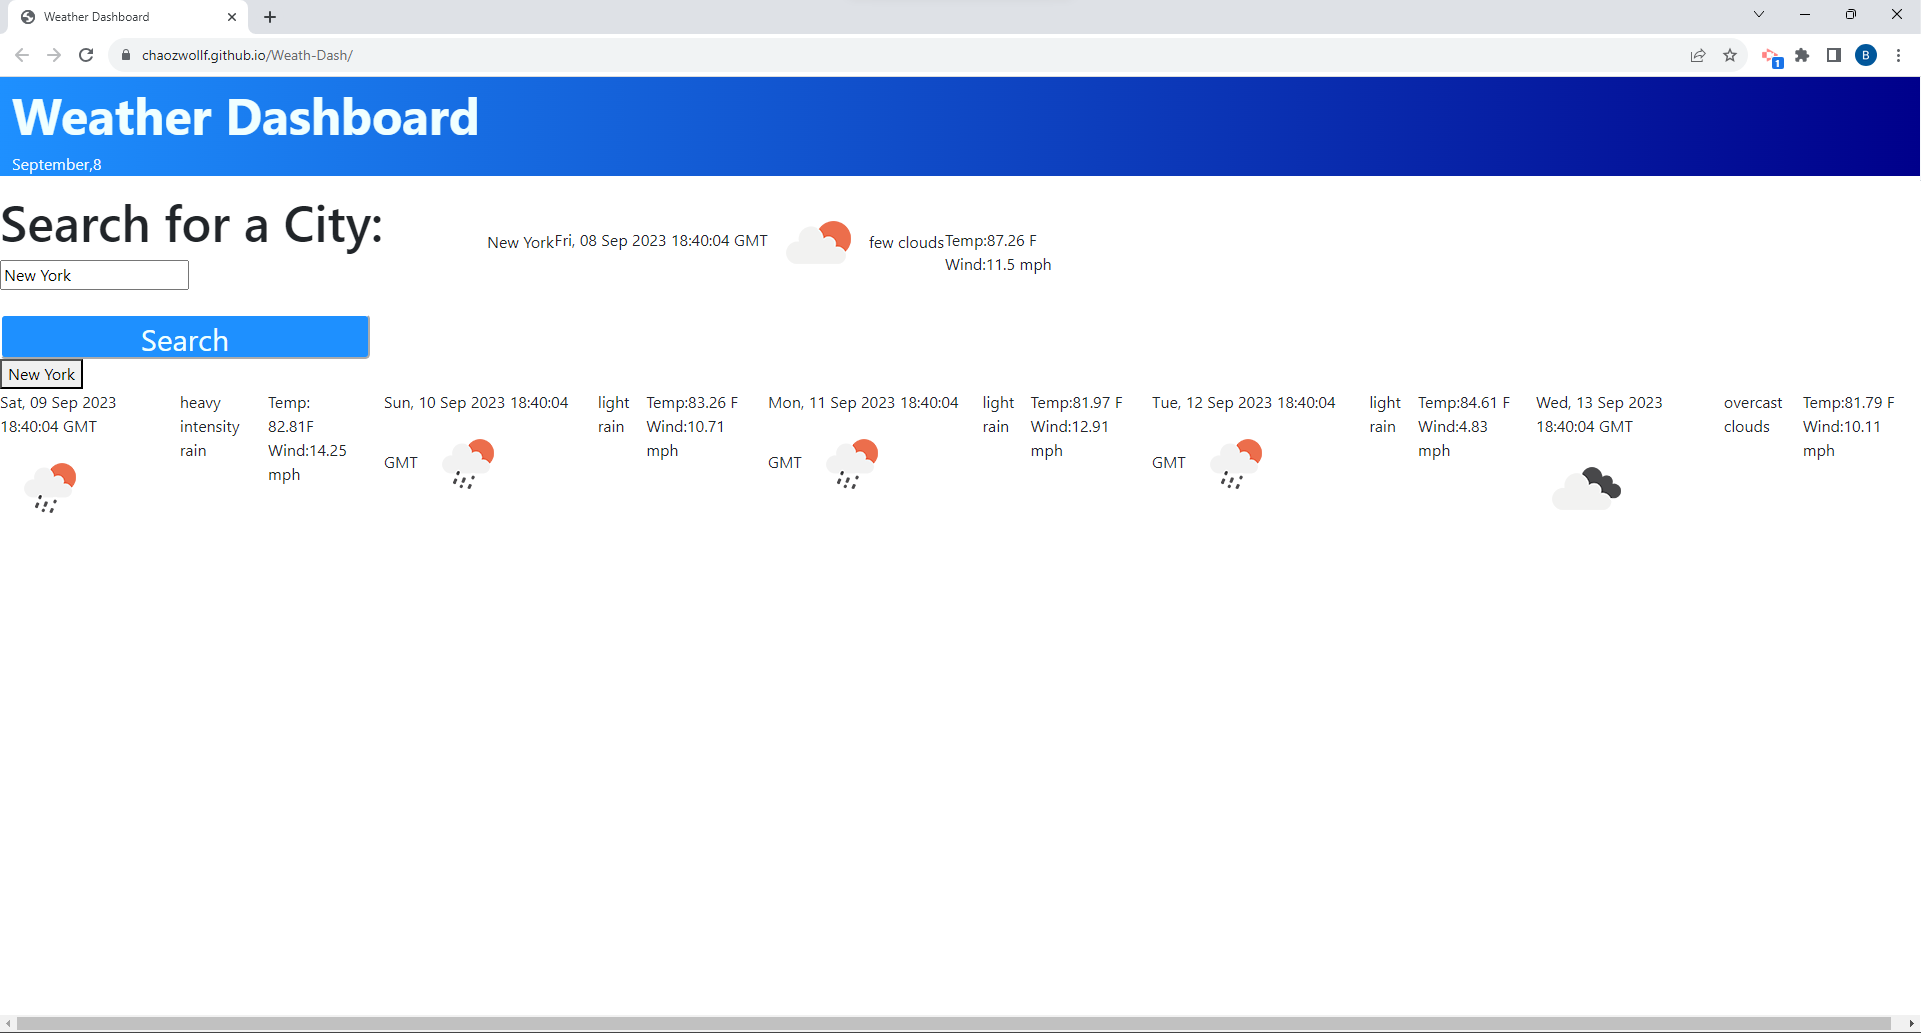 Weather Dashboard
chaozwollf.github.io/Weath-Dash/
1
B
Weather Dashboard
September,8
Search for a City:
New York
Search
New York
New York
Fri, 08 Sep 2023 18:40:04 GMT
few clouds
Temp:87.26 F
Wind:11.5 mph
Sat, 09 Sep 2023
18:40:04 GMT
heavy
intensity
rain
Temp:
82.81F
Wind:14.25
mph
Sun, 10 Sep 2023 18:40:04
GMT
light
rain
Temp:83.26 F
Wind:10.71
mph
Mon, 11 Sep 2023 18:40:04
GMT
light
rain
Temp:81.97 F
Wind:12.91
mph
Tue, 12 Sep 2023 18:40:04
GMT
light
rain
Temp:84.61 F
Wind:4.83
mph
Wed, 13 Sep 2023
18:40:04 GMT
overcast
clouds
Temp:81.79 F
Wind:10.11
mph